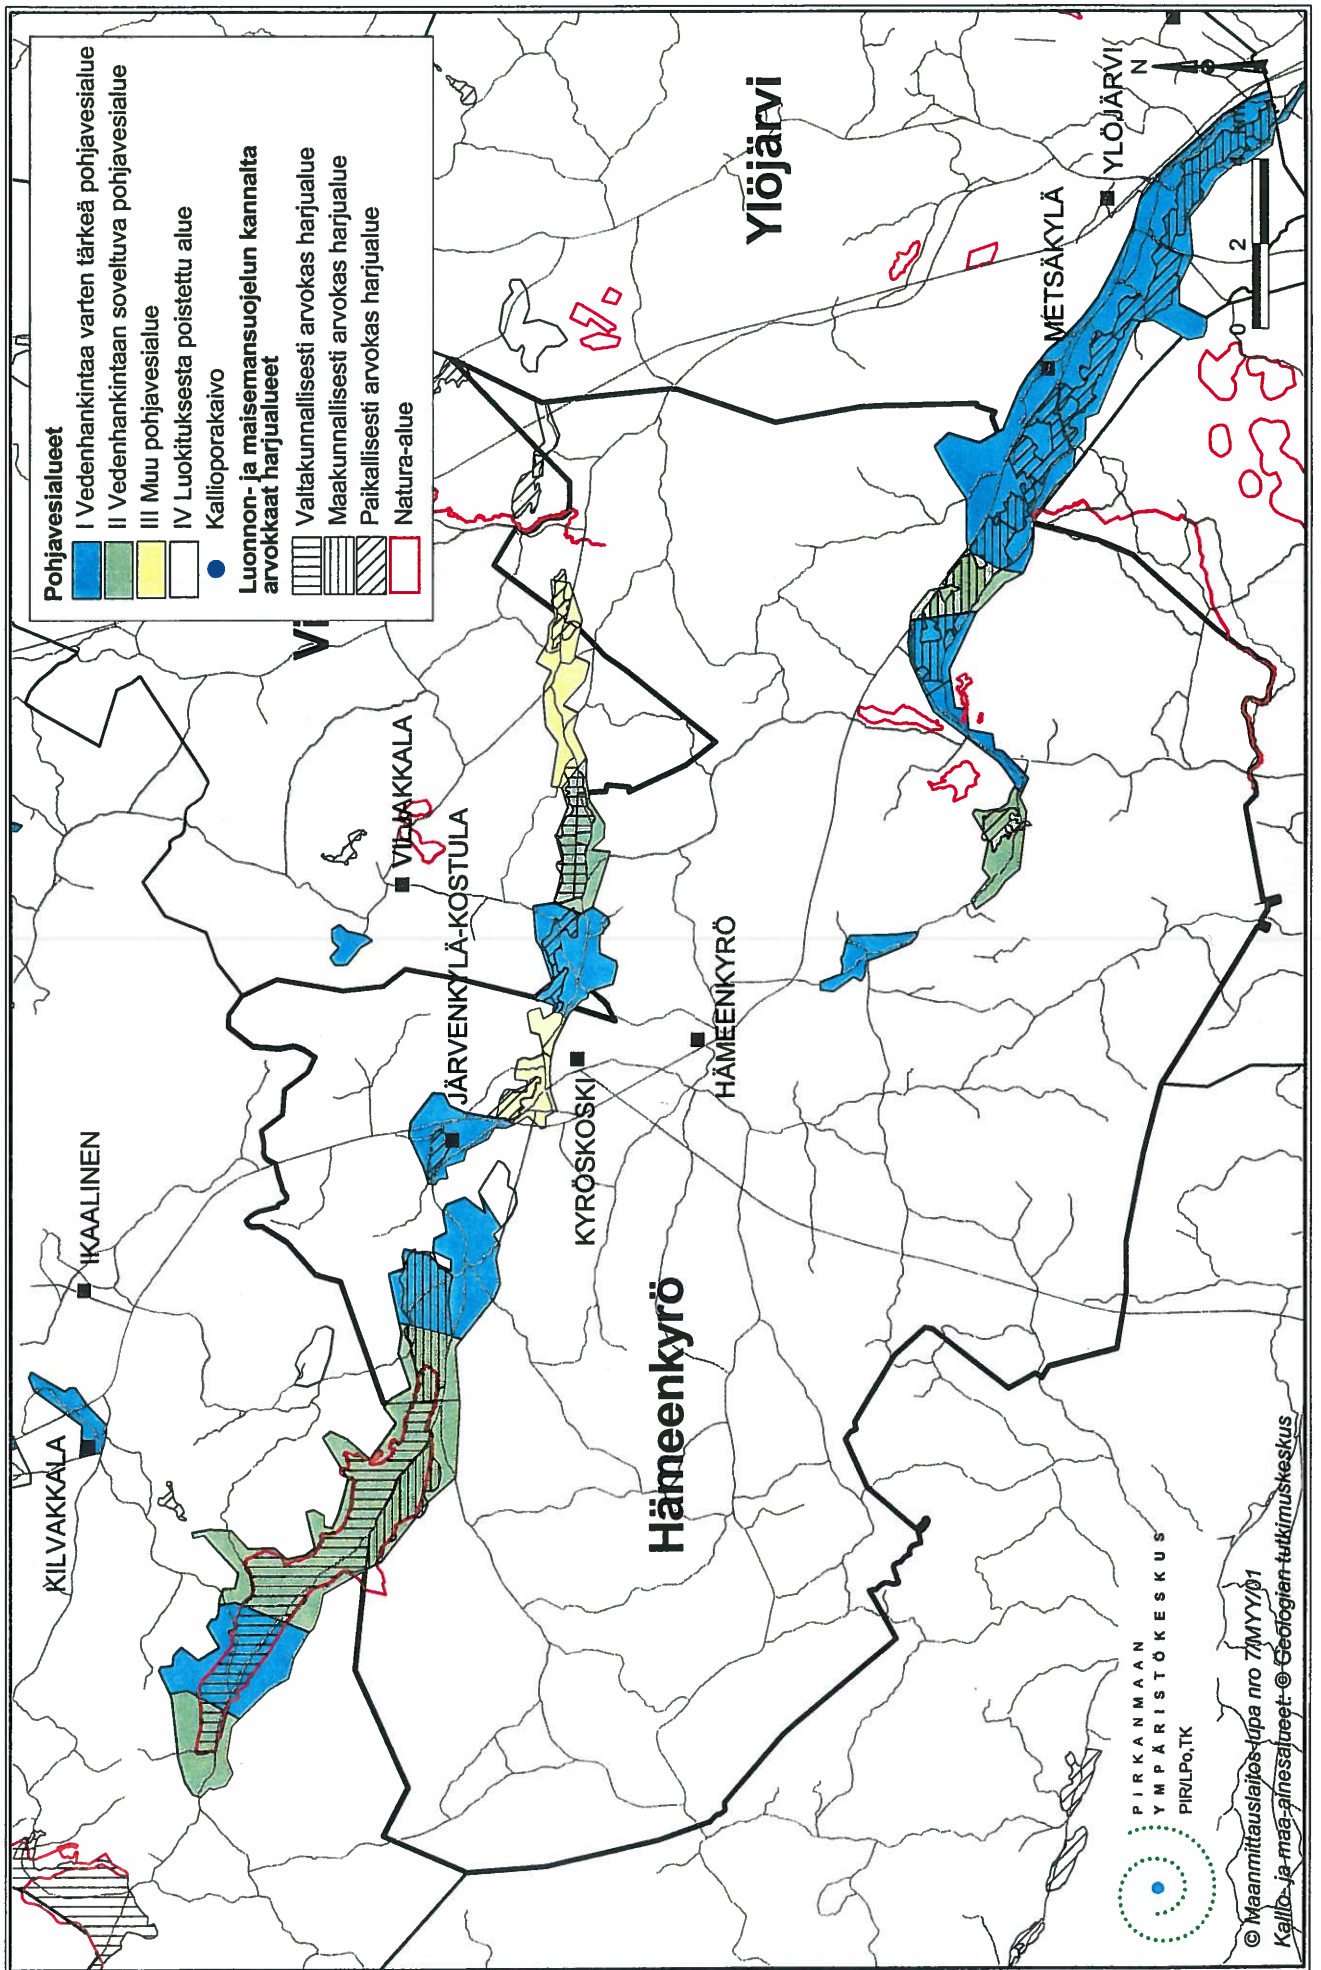 Pohjavesialueet
I Vedenhankintaa varten tärkeä pohjavesialue
II Vedenhankintaan soveltuva pohjavesialue
III Muu pohjavesialue
IV Luokituksesta poistettu alue
Kallioporakaivo
Luonnon- ja maisemansuojelun kannalta
arvokkaat harjualueet
Valtakunnallisesti arvokas harjualue
Maakunnallisesti arvokas harjualue
Paikallisesti arvokas harjualue
Natura-alue
KILVAKKALA
IKAALINEN
Vi
VILJAKKALA
JÄRVENKYLÄ-KOSTULA
KYRÖSKOSKI
HÄMEENKYRÖ
Hämeenkyrö
Ylöjärvi
METSÄKYLÄ
YLÖJÄRVI
N
0
2
PIRKANMAAN
YMPÄRISTÖKESKUS
PIR/LPo,TK
© Maanmittauslaitos lupa nro 7/MYY/01
Kallio- ja maa-ainesalueet: © Geologian tutkimuskeskus